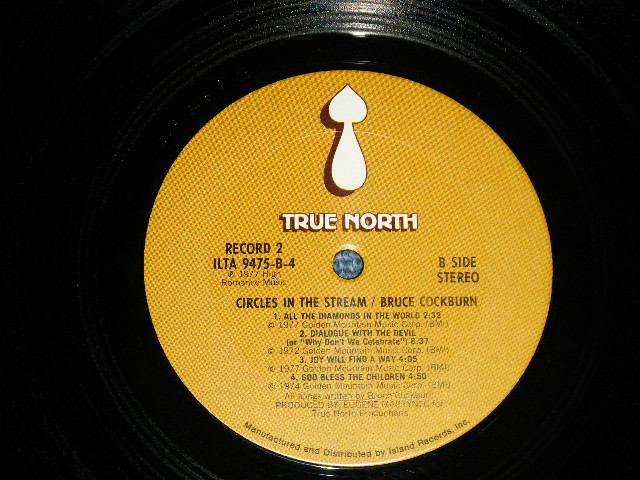 TRUE NORTH
RECORD 2
ILTA 9475-B-4
℗ 1977 High
Romance Music
B SIDE
STEREO
CIRCLES IN THE STREAM / BRUCE COCKBURN
1. ALL THE DIAMONDS IN THE WORLD 2:32
© 1977 Golden Mountain Music Corp. (BMI)
2. DIALOGUE WITH THE DEVIL
(or "Why Don't We Celebrate") 6:37
© 1972 Golden Mountain Music Corp. (BMI)
3. JOY WILL FIND A WAY 4:05
© 1977 Golden Mountain Music Corp. (BMI)
4. GOD BLESS THE CHILDREN 4:50
© 1974 Golden Mountain Music Corp. (BMI)
All songs written by Bruce Cockburn
PRODUCED BY EUGENE MARTYNEC for
True North Productions
Manufactured and Distributed by Island Records, Inc.